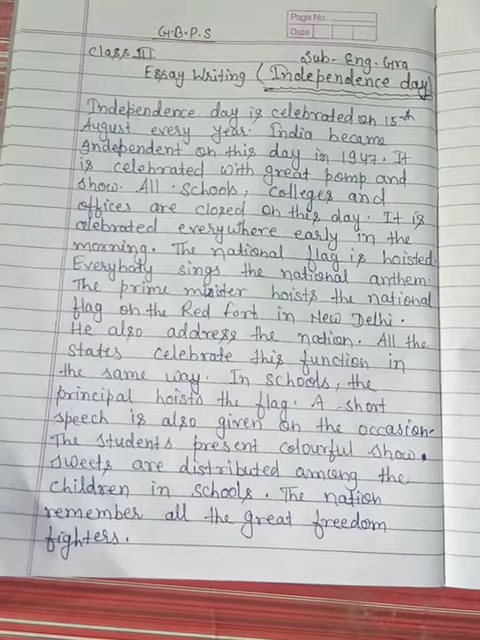 G.B.P.S
Page No
Date
Class III
Sub- Eng. Gra
Essay Writing (Independence day)
Independence day is celebrated on 15th
August every year. India became
independent on this day in 1947. It
is celebrated with great pomp and
show. All schools, colleges and
offices are closed on this day. It is
celebrated everywhere early in the
morning. The national flag is hoisted.
Everybody sings the national anthem.
The prime minister hoists the national
flag on the Red fort in New Delhi.
He also address the nation. All the
states celebrate this function in
the same way. In schools, the
principal hoists the flag. A short
speech is also given on the occasion.
The students present colourful show.
sweets are distributed among the
children in schools. The nation
remember all the great freedom
fighters.